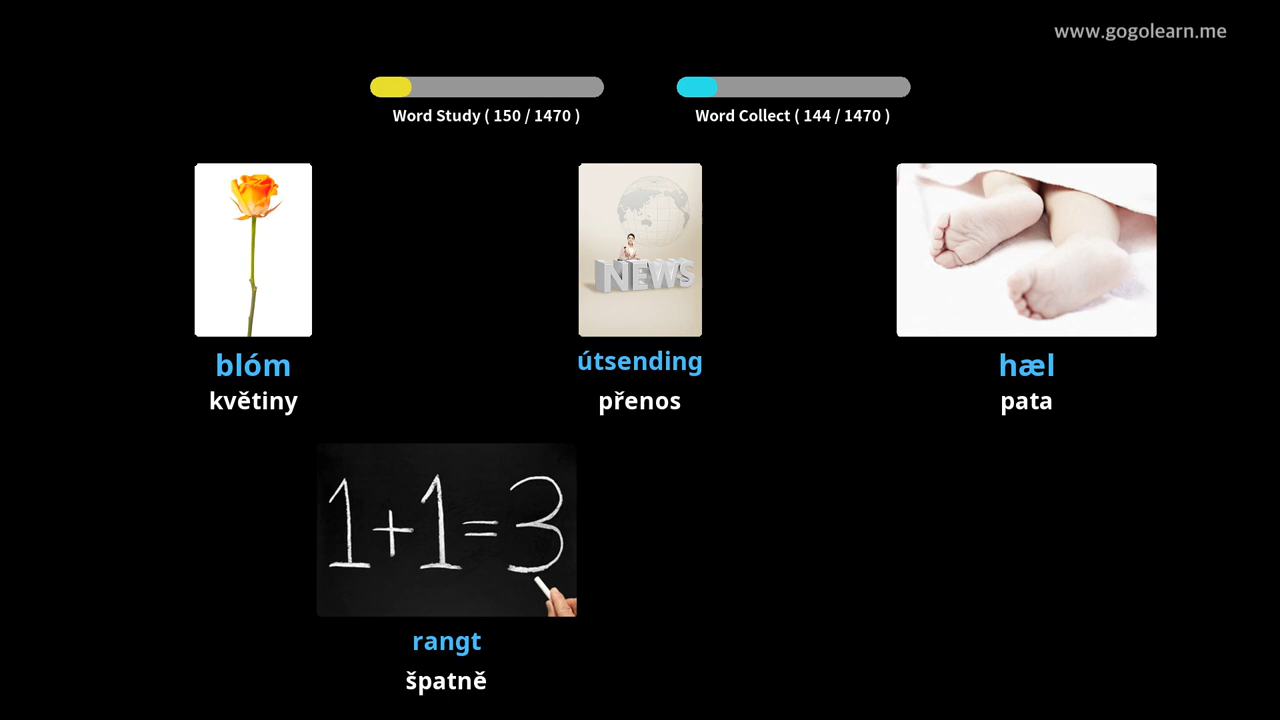 www.gogolearn.me
Word Study ( 150 / 1470 )
Word Collect ( 144 / 1470 )
NEWS
blóm
útsending
hæl
květiny
přenos
pata
1+1=3
rangt
špatně